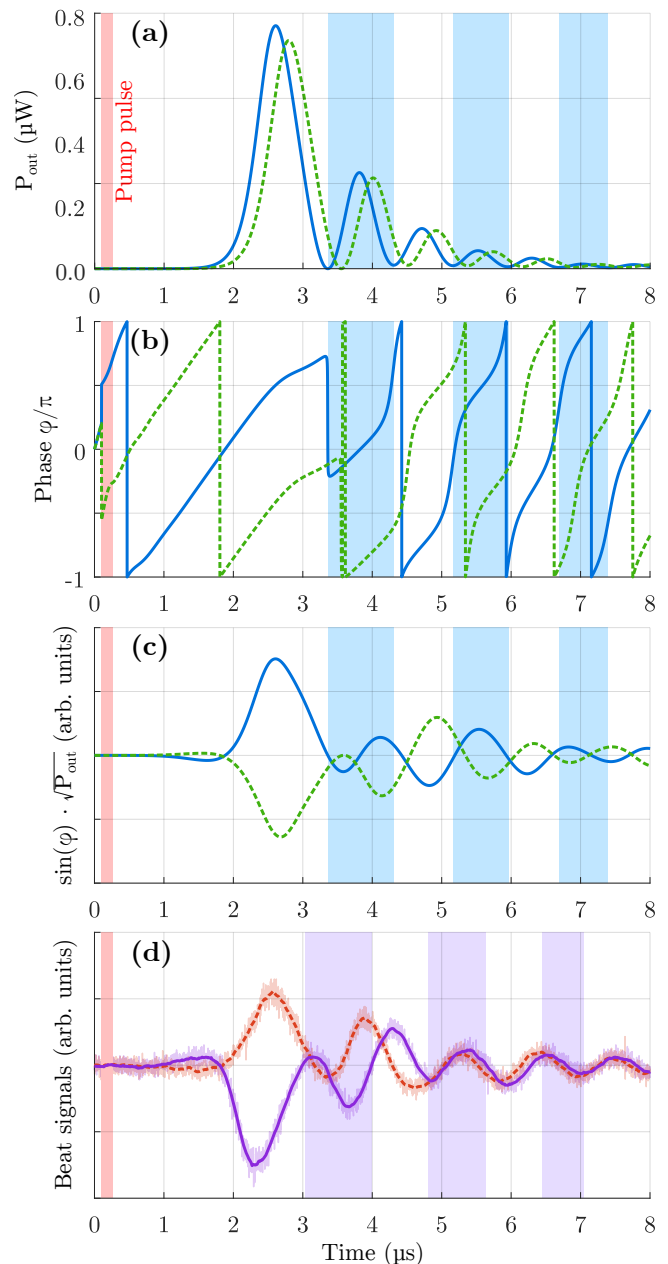 (a)
0.8
0.6
0.4
0.2
0.0
P_out (µW)
Pump pulse
0 1 2 3 4 5 6 7 8
(b)
1
0
-1
Phase φ/π
0 1 2 3 4 5 6 7 8
(c)
sin(φ) · √P_out (arb. units)
0 1 2 3 4 5 6 7 8
(d)
Beat signals (arb. units)
0 1 2 3 4 5 6 7 8
Time (µs)